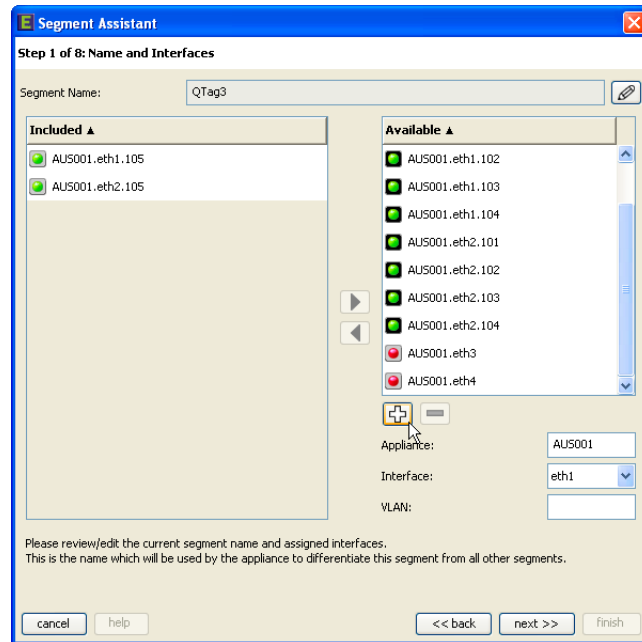 E Segment Assistant
Step 1 of 8: Name and Interfaces
Segment Name:
QTag3
Included ▲
AUS001.eth1.105
AUS001.eth2.105
Available ▲
AUS001.eth1.102
AUS001.eth1.103
AUS001.eth1.104
AUS001.eth2.101
AUS001.eth2.102
AUS001.eth2.103
AUS001.eth2.104
AUS001.eth3
AUS001.eth4
Appliance:
AUS001
Interface:
eth1
VLAN:
Please review/edit the current segment name and assigned interfaces.
This is the name which will be used by the appliance to differentiate this segment from all other segments.
cancel
help
<< back
next >>
finish